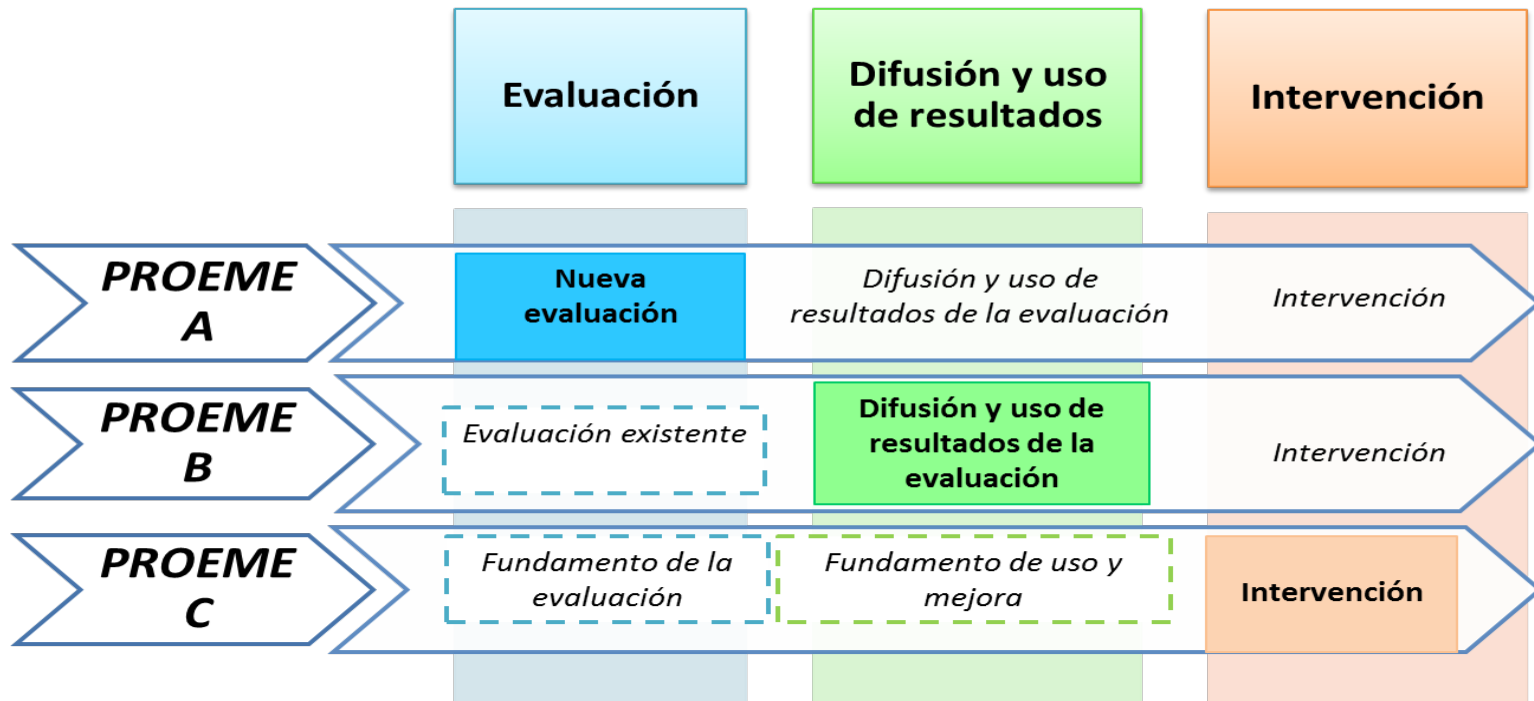 Evaluación
Difusión y uso
de resultados
Intervención
PROEME
A
Nueva
evaluación
Difusión y uso de
resultados de la evaluación
Intervención
PROEME
B
Evaluación existente
Difusión y uso de
resultados de la
evaluación
Intervención
PROEME
C
Fundamento de la
evaluación
Fundamento de uso y
mejora
Intervención